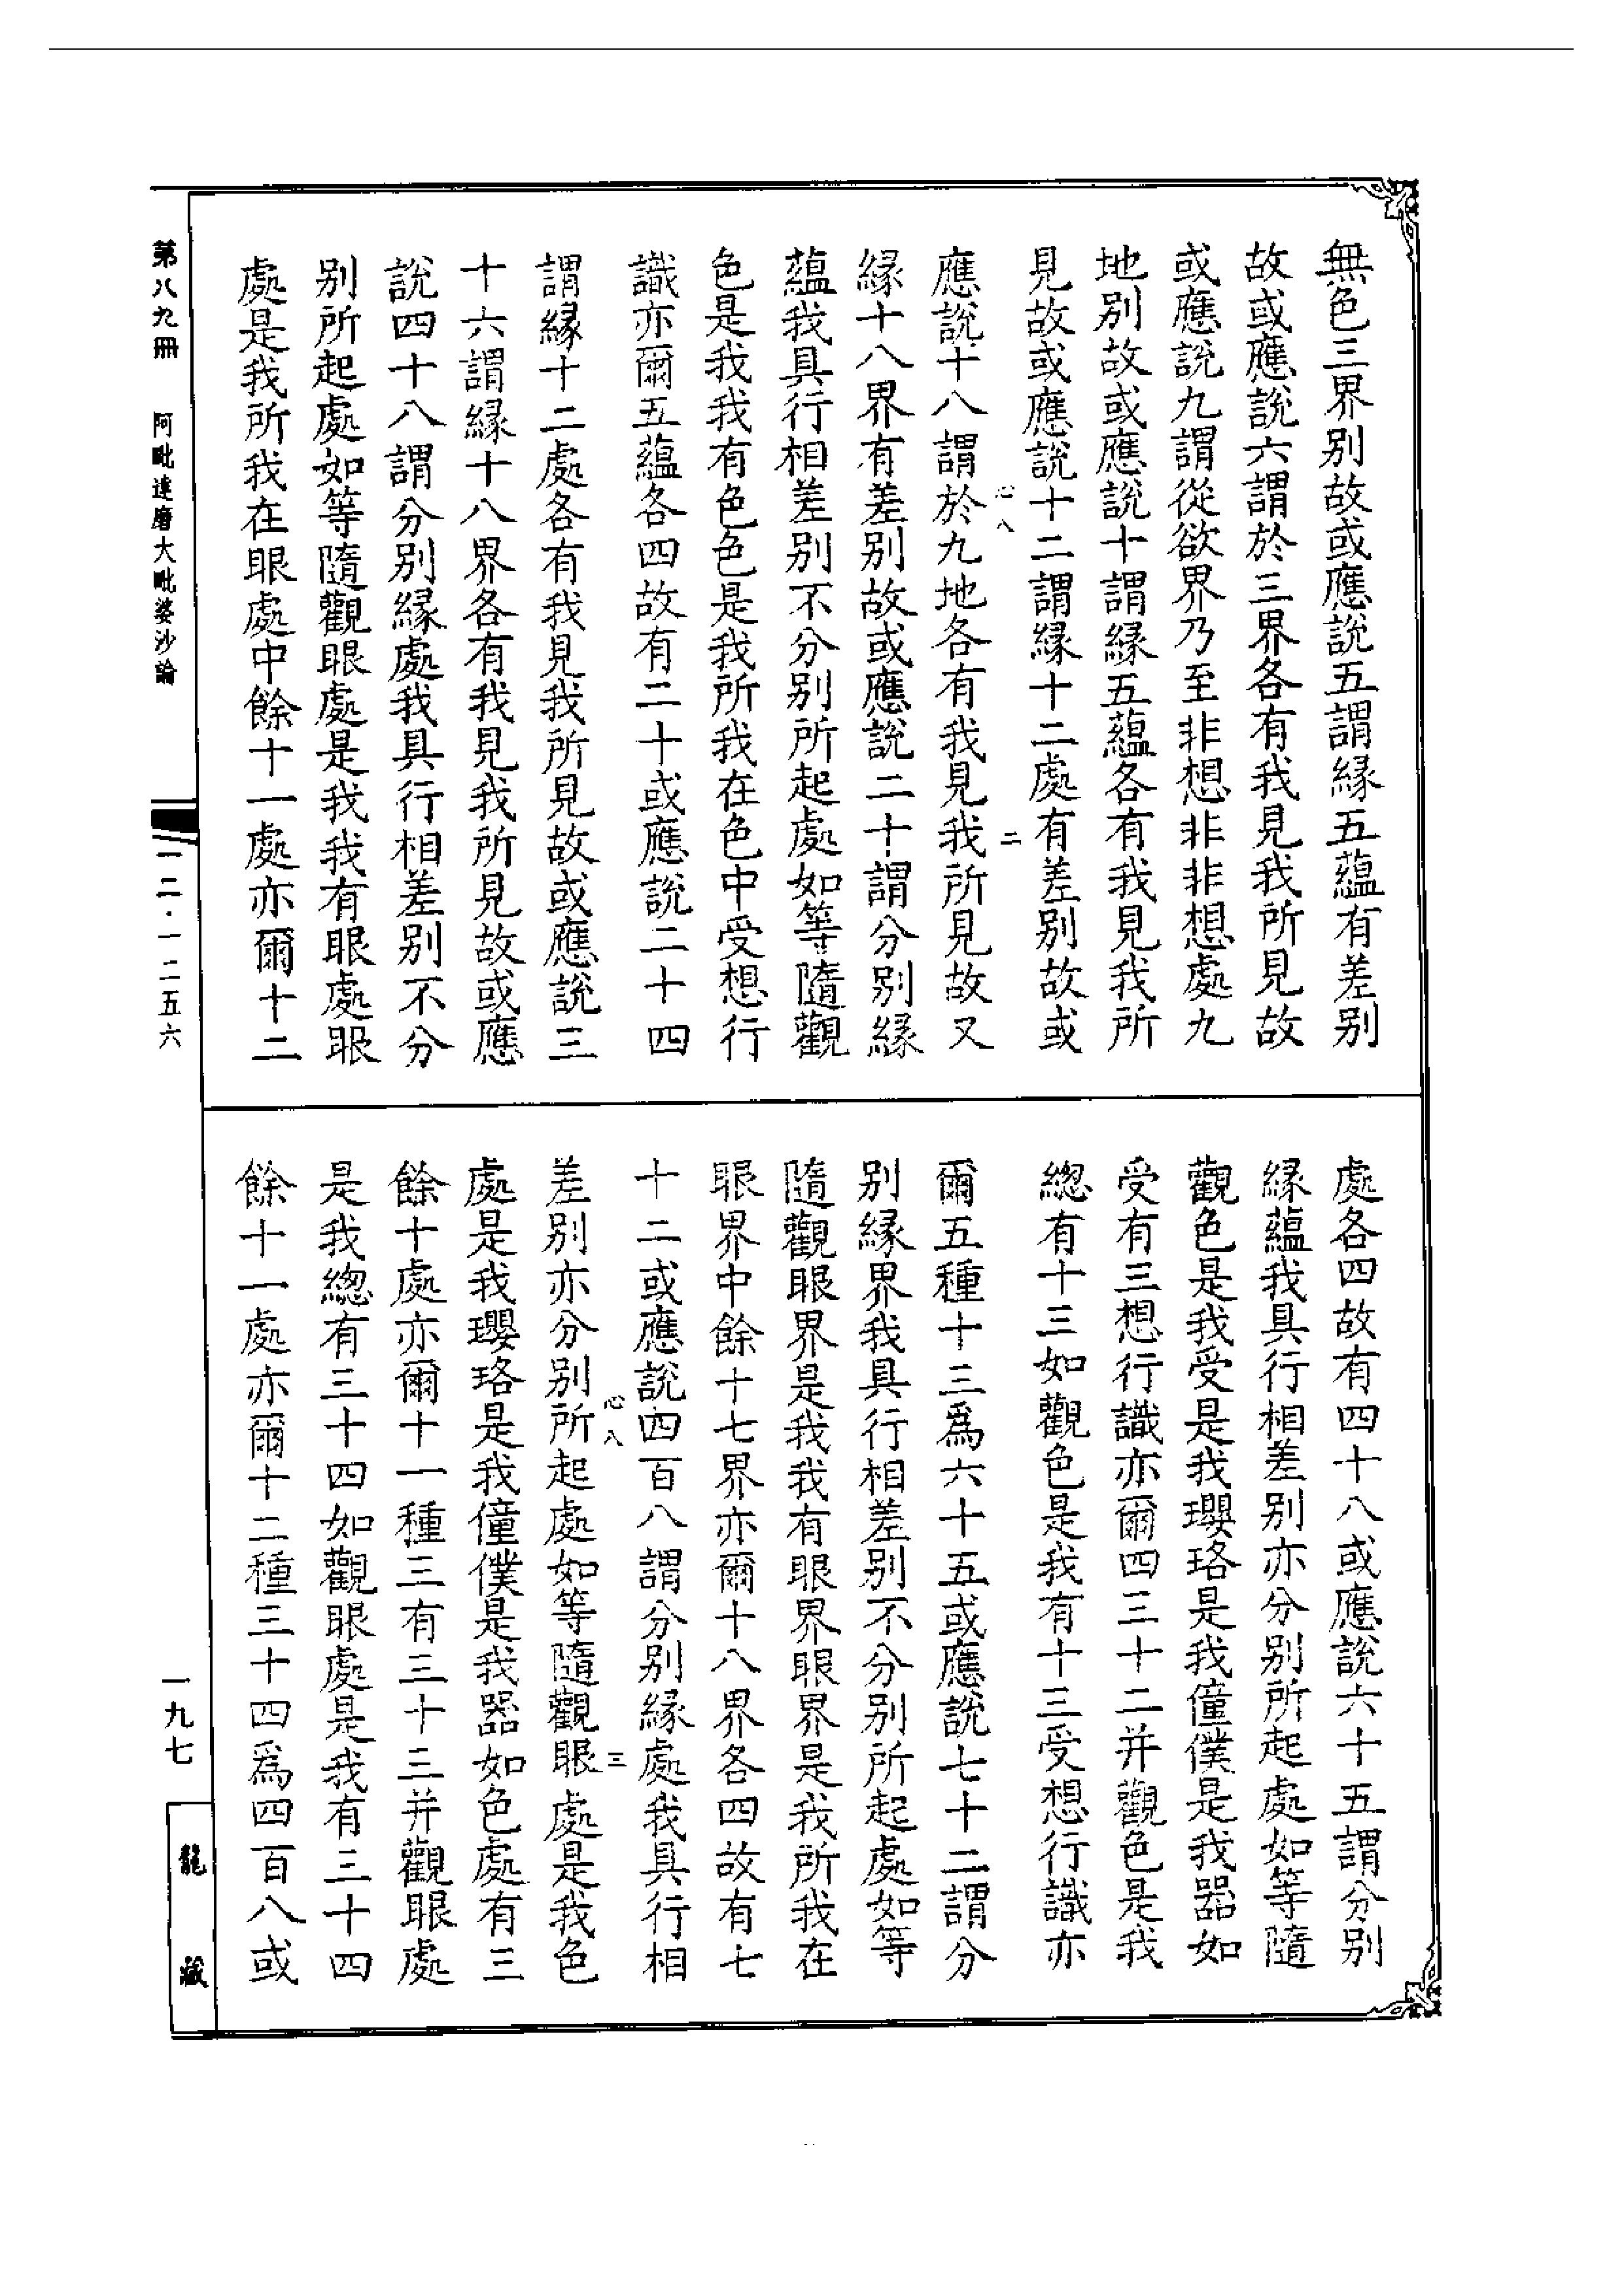 無色三界別故或應說五謂緣五蘊有差別
故或應說六謂於三界各有我見我所見故
或應說九謂從欲界乃至非想非非想處九
地別故或應說十謂緣五蘊各有我見我所
見故或應說十二謂緣十二處有差別故或
心八 二
應說十八謂於九地各有我見我所見故又
緣十八界有差別故或應說二十謂分別緣
蘊我具行相差別不分別所起處如等隨觀
色是我我有色色是我所我在色中受想行
識亦爾五蘊各四故有二十或應說二十四
謂緣十二處各有我見我所見故或應說三
十六謂緣十八界各有我見我所見故或應
說四十八謂分別緣處我具行相差別不分
別所起處如等隨觀眼處是我我有眼處眼
處是我所我在眼處中餘十一處亦爾十二
處各四故有四十八或應說六十五謂分別
緣蘊我具行相差別亦分別所起處如等隨
觀色是我受是我瓔珞是我僮僕是我器如
受有三想行識亦爾四三十二并觀色是我
總有十三如觀色是我有十三受想行識亦
爾五種十三爲六十五或應說七十二謂分
別緣界我具行相差別不分別所起處如等
隨觀眼界是我我有眼界眼界是我所我在
眼界中餘十七界亦爾十八界各四故有七
十二或應說四百八謂分別緣處我具行相
心八 三
差別亦分別所起處如等隨觀眼處是我色
處是我瓔珞是我僮僕是我器如色處有三
餘十處亦爾十一種三有三十三并觀眼處
是我總有三十四如觀眼處是我有三十四
餘十一處亦爾十二種三十四爲四百八或
第八九冊 阿毗達磨大毗婆沙論
一二·一二五六
一九七
龍藏